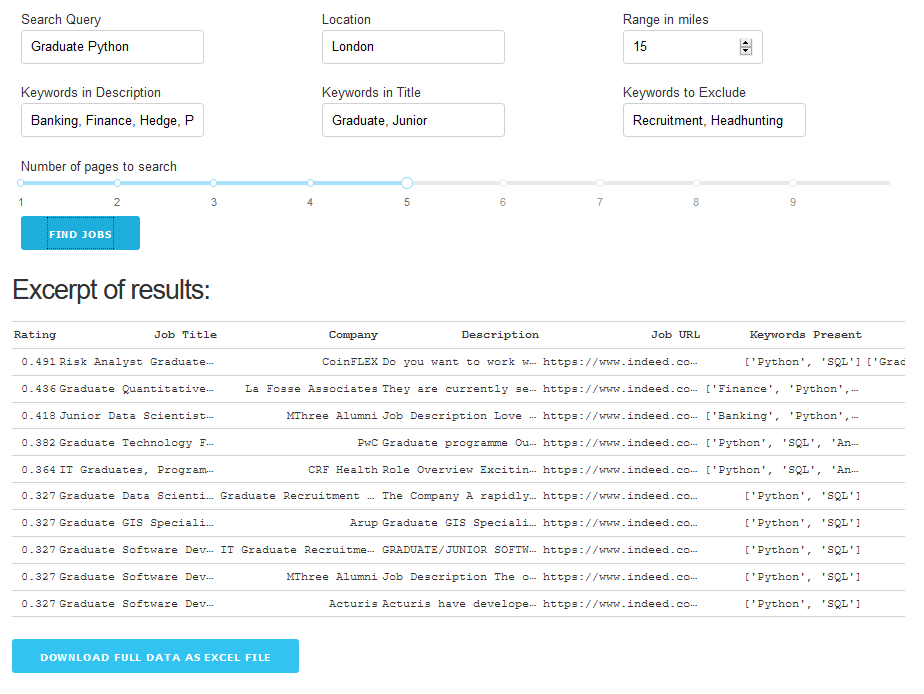 Search Query Location Range in miles
Graduate Python London 15
Keywords in Description Keywords in Title Keywords to Exclude
Banking, Finance, Hedge, P Graduate, Junior Recruitment, Headhunting
Number of pages to search
1 2 3 4 5 6 7 8 9
FIND JOBS
Excerpt of results:
Rating Job Title Company Description Job URL Keywords Present
0.491 Risk Analyst Graduate… CoinFLEX Do you want to work w… https://www.indeed.co… ['Python', 'SQL'] ['Grad
0.436 Graduate Quantitative… La Fosse Associates They are currently se… https://www.indeed.co… ['Finance', 'Python',…
0.418 Junior Data Scientist… MThree Alumni Job Description Love … https://www.indeed.co… ['Banking', 'Python',…
0.382 Graduate Technology F… PwC Graduate programme Ou… https://www.indeed.co… ['Python', 'SQL', 'An…
0.364 IT Graduates, Program… CRF Health Role Overview Excitin… https://www.indeed.co… ['Python', 'SQL', 'An…
0.327 Graduate Data Scienti… Graduate Recruitment … The Company A rapidly… https://www.indeed.co… ['Python', 'SQL']
0.327 Graduate GIS Speciali… Arup Graduate GIS Speciali… https://www.indeed.co… ['Python', 'SQL']
0.327 Graduate Software Dev… IT Graduate Recruitme… GRADUATE/JUNIOR SOFTW… https://www.indeed.co… ['Python', 'SQL']
0.327 Graduate Software Dev… MThree Alumni Job Description The o… https://www.indeed.co… ['Python', 'SQL']
0.327 Graduate Software Dev… Acturis Acturis have develope… https://www.indeed.co… ['Python', 'SQL']
DOWNLOAD FULL DATA AS EXCEL FILE